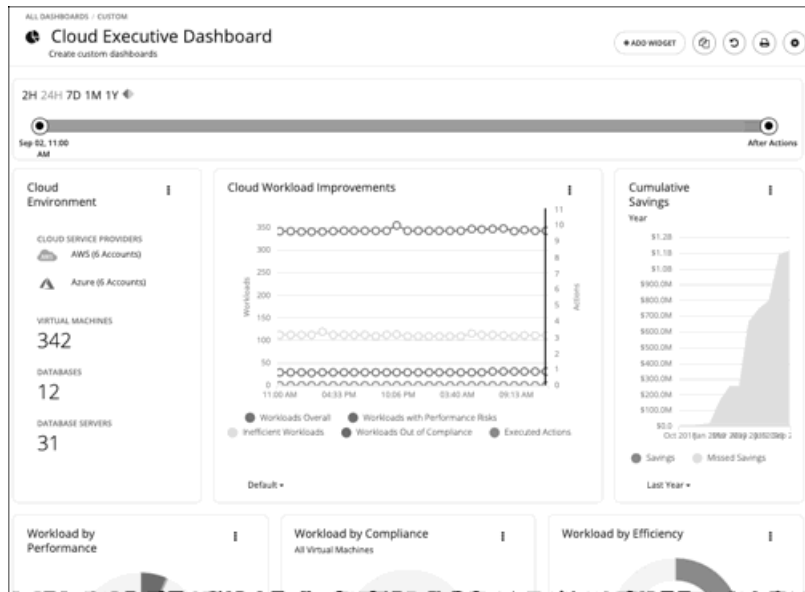 ALL DASHBOARDS / CUSTOM
Cloud Executive Dashboard
Create custom dashboards
+ ADD WIDGET
2H 24H 7D 1M 1Y
Sep 02, 11:00
AM
After Actions
Cloud
Environment
CLOUD SERVICE PROVIDERS
AWS (6 Accounts)
Azure (6 Accounts)
VIRTUAL MACHINES
342
DATABASES
12
DATABASE SERVERS
31
Cloud Workload Improvements
Workloads
350
300
250
200
150
100
50
0
11
10
9
8
7
6
5
4
3
2
1
0
Actions
11:00 AM 04:33 PM 10:06 PM 03:40 AM 09:13 AM
Workloads Overall Workloads with Performance Risks
Inefficient Workloads Workloads Out of Compliance Executed Actions
Default
Cumulative
Savings
Year
$1.2B
$1.1B
$1.0B
$900.0M
$800.0M
$700.0M
$600.0M
$500.0M
$400.0M
$300.0M
$200.0M
$100.0M
$0.0
Savings Missed Savings
Last Year
Workload by
Performance
Workload by Compliance
All Virtual Machines
Workload by Efficiency